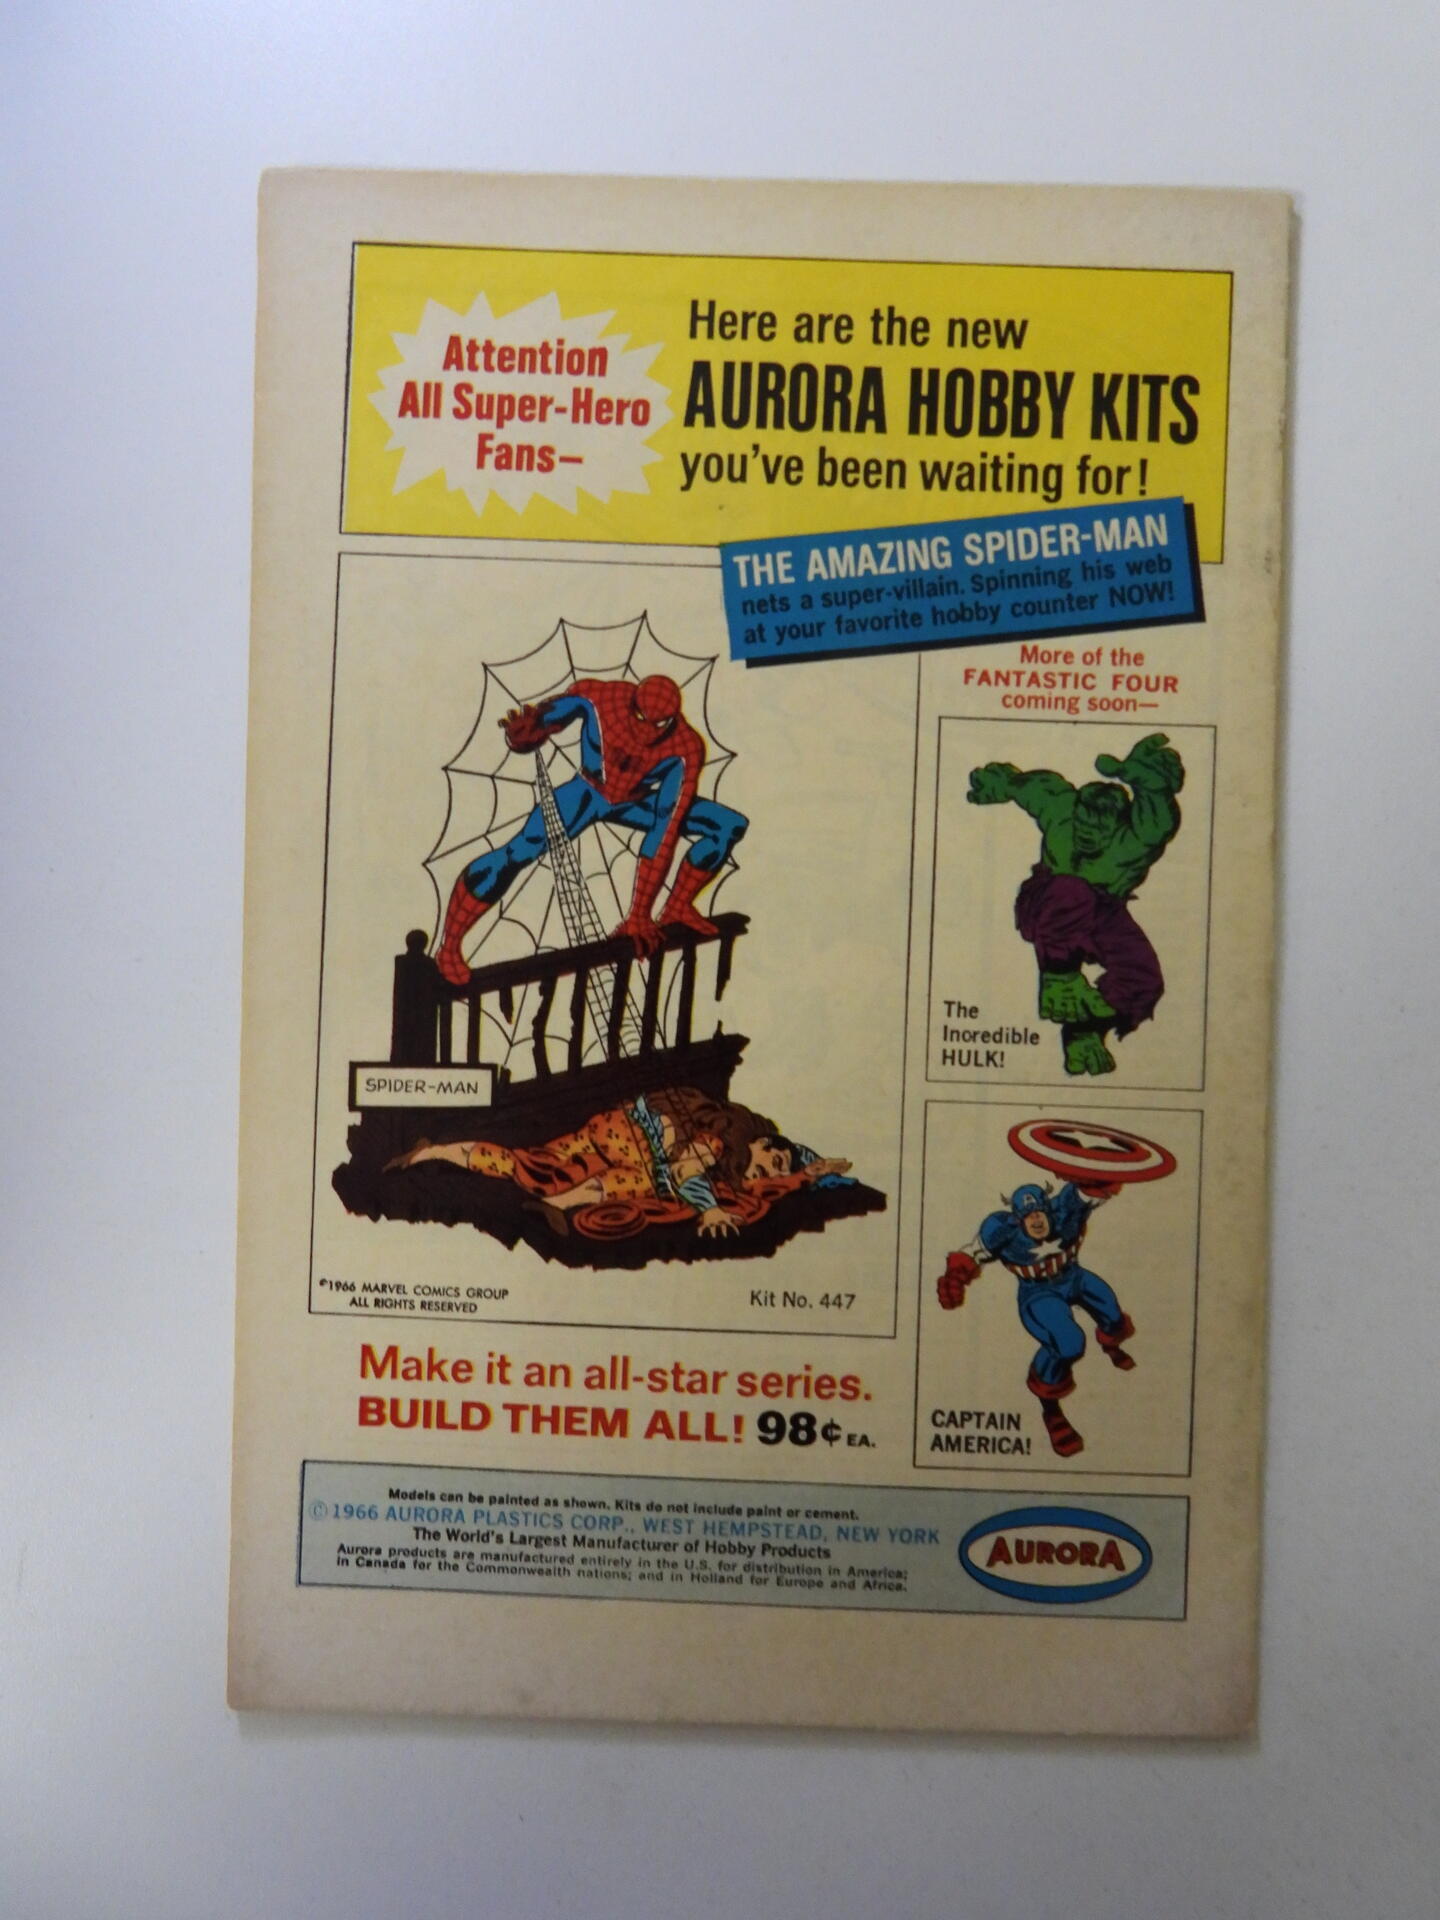 Attention
All Super-Hero
Fans—
Here are the new
AURORA HOBBY KITS
you've been waiting for!
THE AMAZING SPIDER-MAN
nets a super-villain. Spinning his web
at your favorite hobby counter NOW!
More of the
FANTASTIC FOUR
coming soon—
The
Incredible
HULK!
SPIDER-MAN
©1966 MARVEL COMICS GROUP
ALL RIGHTS RESERVED
Kit No. 447
CAPTAIN
AMERICA!
Make it an all-star series.
BUILD THEM ALL! 98¢ EA.
Models can be painted as shown. Kits do not include paint or cement.
© 1966 AURORA PLASTICS CORP., WEST HEMPSTEAD, NEW YORK
The World's Largest Manufacturer of Hobby Products
Aurora products are manufactured entirely in the U.S. for distribution in America;
in Canada for the Commonwealth nations; and in Holland for Europe and Africa.
AURORA